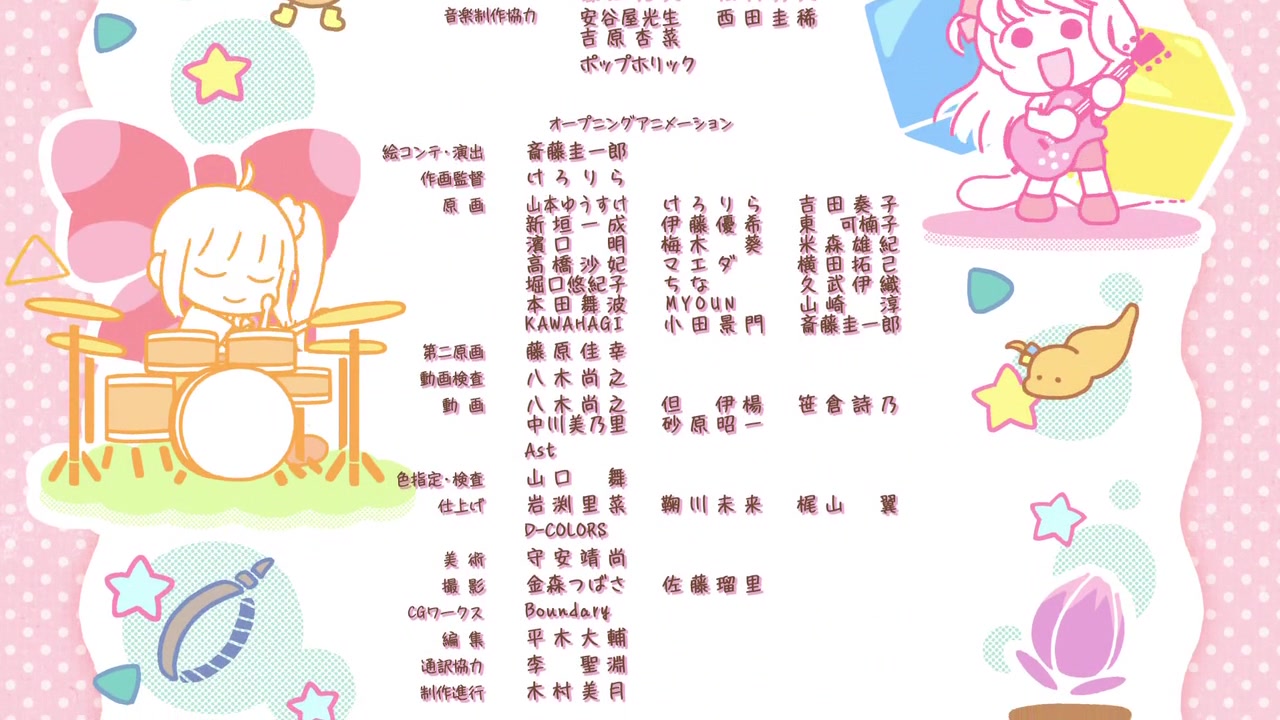 音楽制作協力 安谷屋光生 西田圭稀
吉原杏菜
ポップホリック
オープニングアニメーション
絵コンテ・演出 斎藤圭一郎
作画監督 けろりら
原画 山本ゆうすけ けろりら 吉田奏子
新垣一成 伊藤優希 東 可楠子
濱口 明 梅木 葵 米森雄紀
高橋沙妃 マエダ 横田拓己
堀口悠紀子 ちな 久武伊織
本田舞波 MYOUN 山崎 淳
KAWAHAGI 小田景門 斎藤圭一郎
第二原画 藤原佳幸
動画検査 八木尚之
動画 八木尚之 但 伊楊 笹倉詩乃
中川美乃里 砂原昭一
Ast
色指定・検査 山口 舞
仕上げ 岩渕里菜 鞠川未来 梶山 翼
D-COLORS
美術 守安靖尚
撮影 金森つばさ 佐藤瑠里
CGワークス Boundary
編集 平木大輔
通訳協力 李 聖淵
制作進行 木村美月